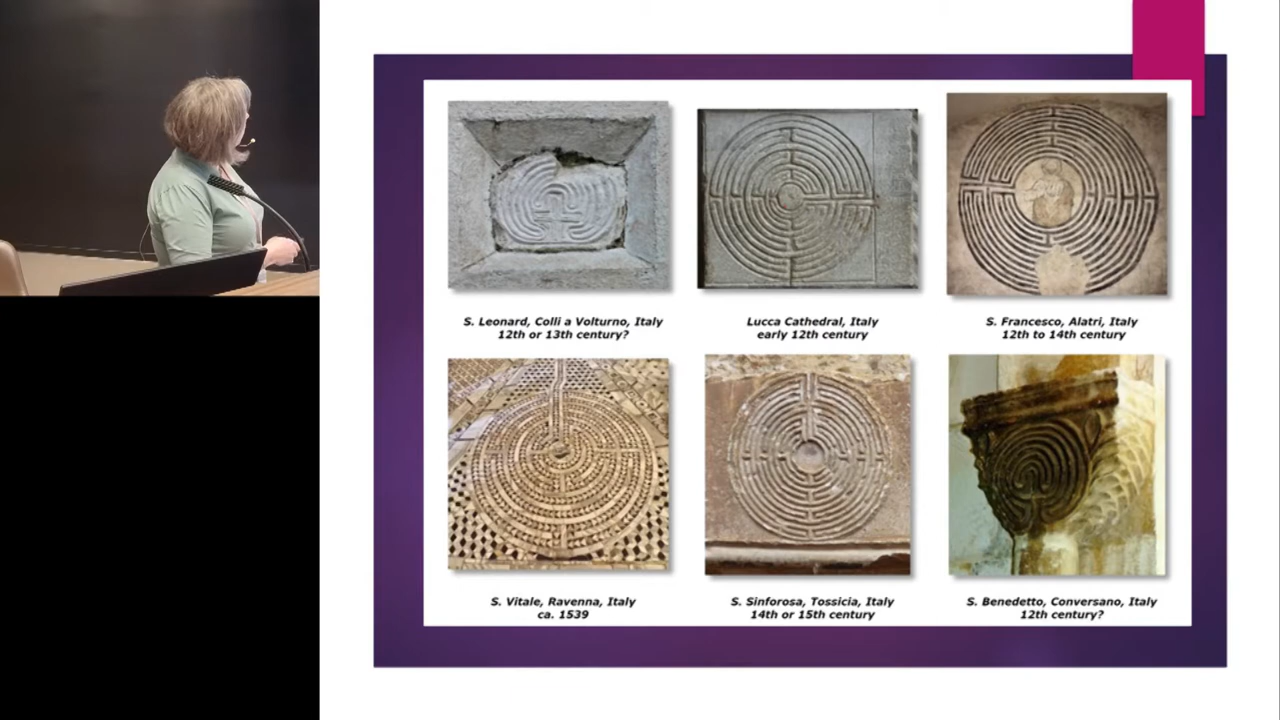 S. Leonard, Colli a Volturno, Italy
12th or 13th century?
Lucca Cathedral, Italy
early 12th century
S. Francesco, Alatri, Italy
12th to 14th century
S. Vitale, Ravenna, Italy
ca. 1539
S. Sinforosa, Tossicia, Italy
14th or 15th century
S. Benedetto, Conversano, Italy
12th century?